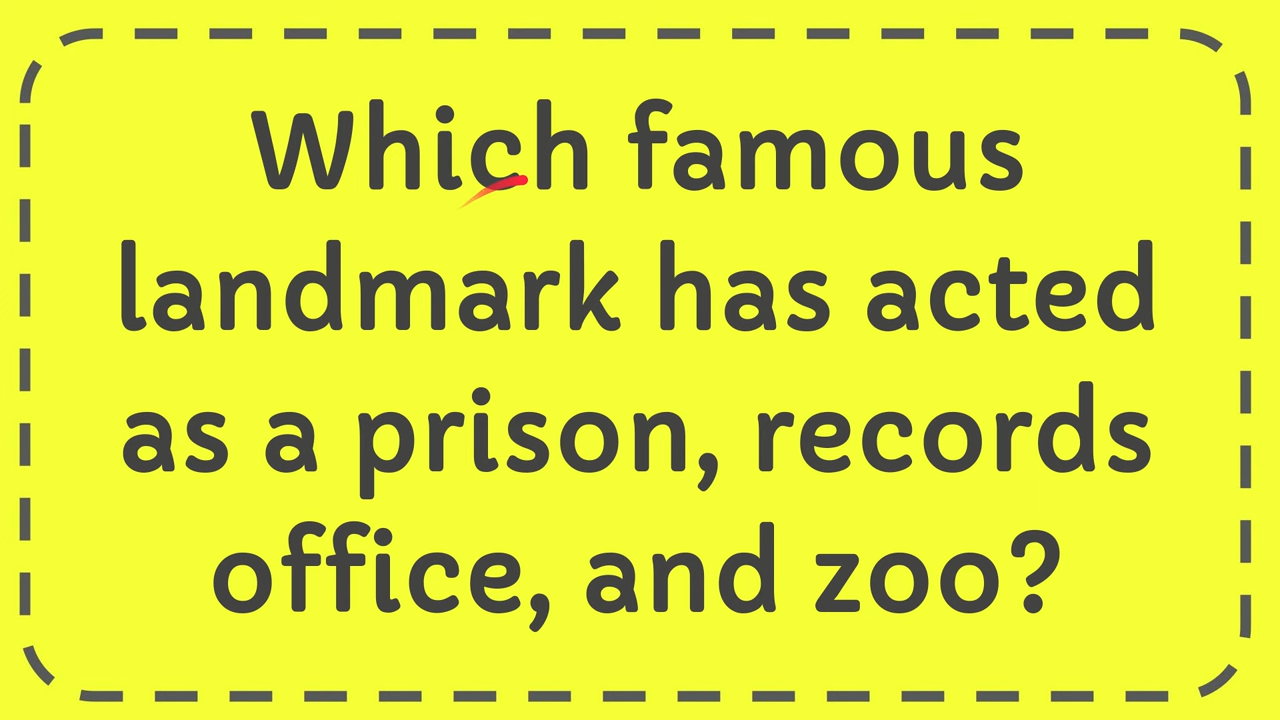 Which famous
landmark has acted
as a prison, records
office, and zoo?